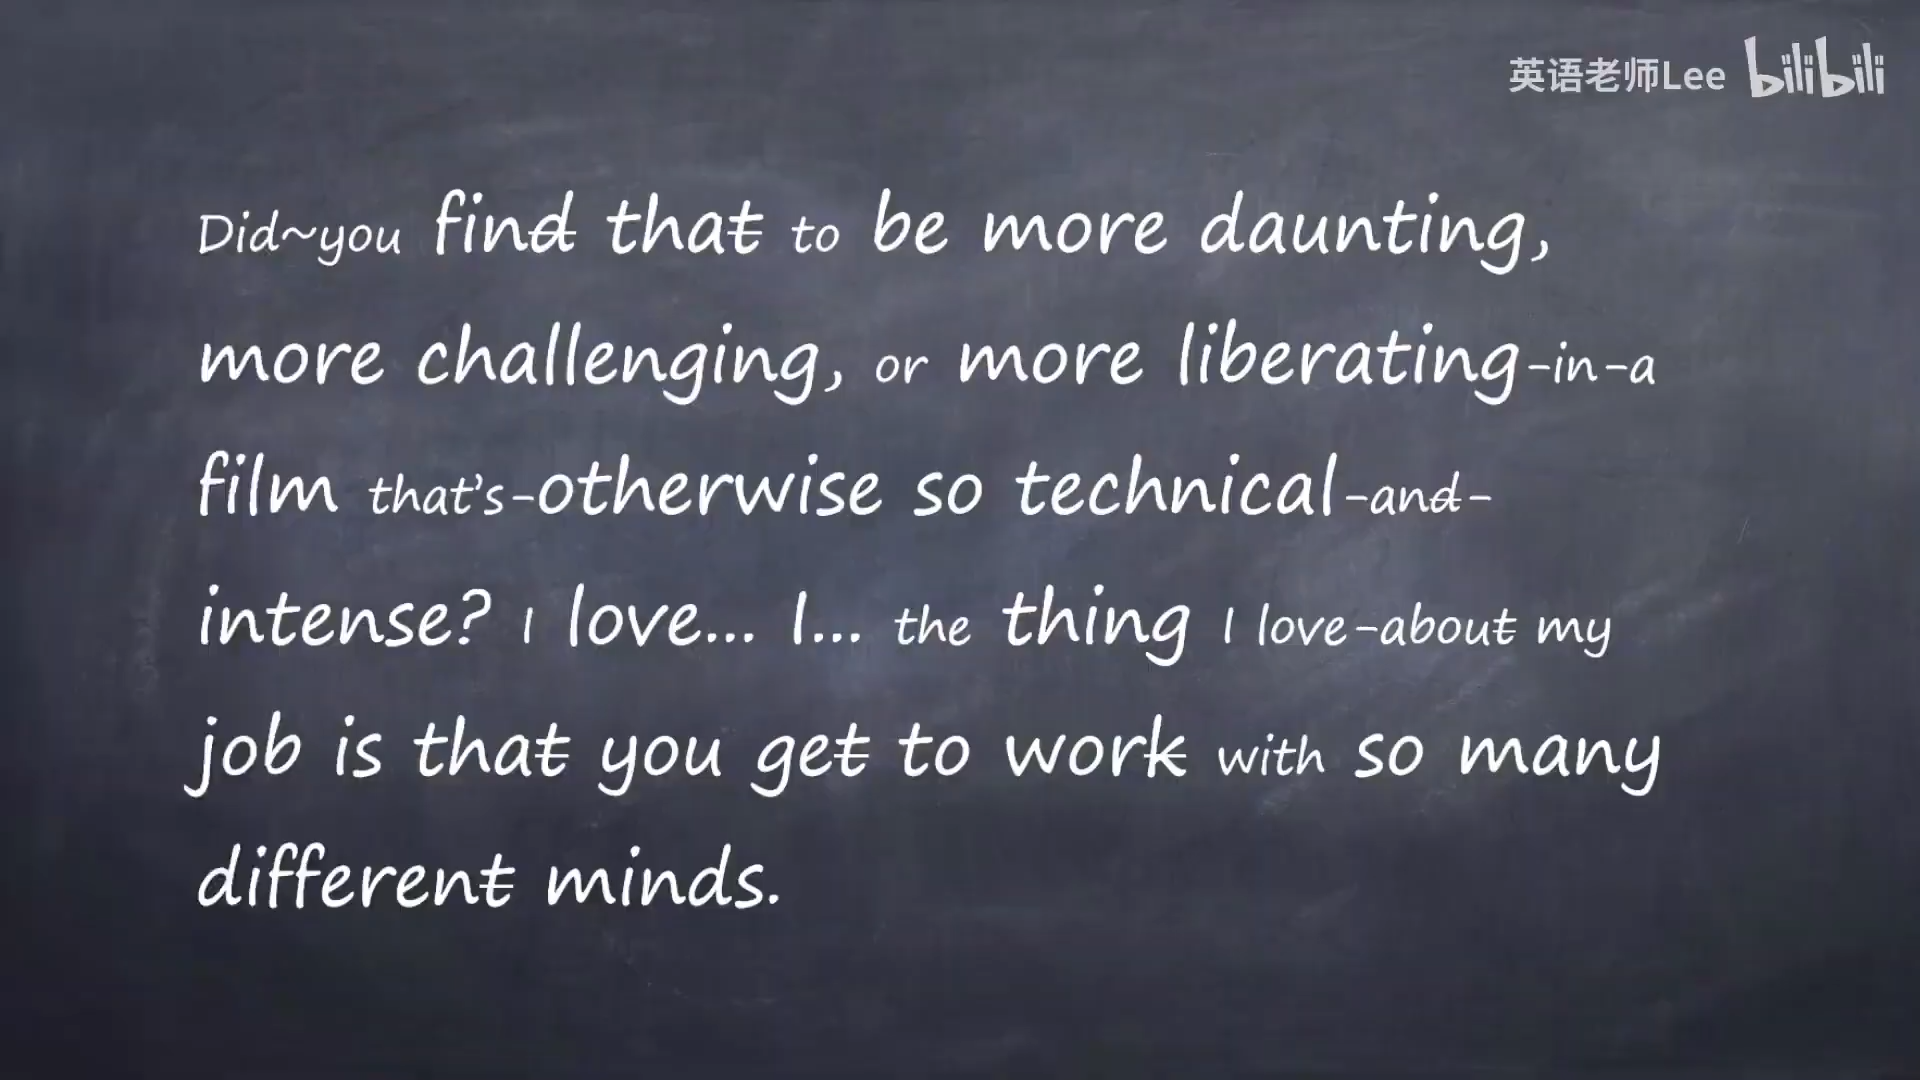 英语老师Lee bilibili
Did~you find that to be more daunting,
more challenging, or more liberating-in-a
film that's-otherwise so technical-and-
intense? I love... I... the thing I love-about my
job is that you get to work with so many
different minds.